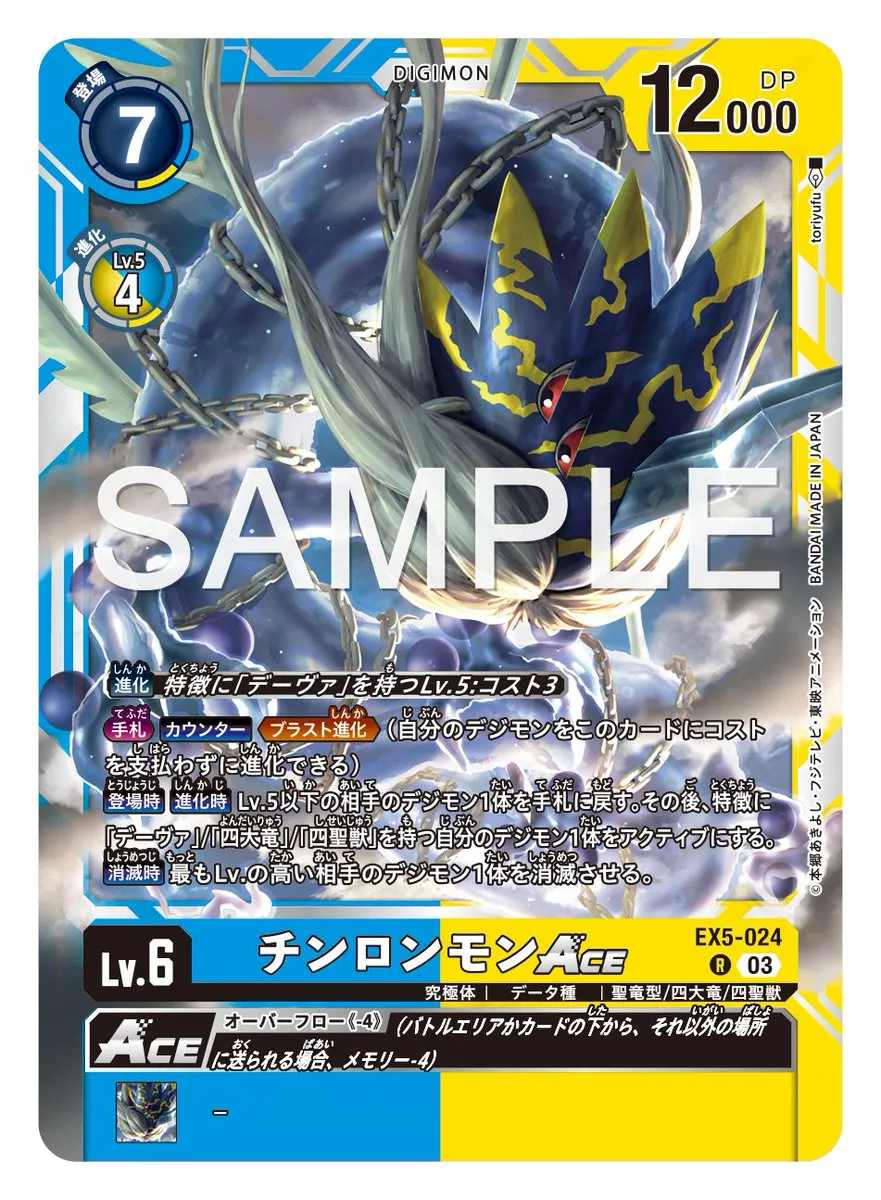 DIGIMON
登場
7
12000
DP
進化
Lv.5
4
toriyufu
SAMPLE
©本郷あきよし・フジテレビ・東映アニメーション BANDAI MADE IN JAPAN
進化 特徴に「デーヴァ」を持つLv.5:コスト3
手札 カウンター ブラスト進化 (自分のデジモンをこのカードにコスト
を支払わずに進化できる)
登場時 進化時 Lv.5以下の相手のデジモン1体を手札に戻す。その後、特徴に
「デーヴァ」/「四大竜」/「四聖獣」を持つ自分のデジモン1体をアクティブにする。
消滅時 最もLv.の高い相手のデジモン1体を消滅させる。
Lv.6
チンロンモンACE
EX5-024
R 03
究極体 | データ種 | 聖竜型/四大竜/四聖獣
ACE オーバーフロー《-4》 (バトルエリアかカードの下から、それ以外の場所
に送られる場合、メモリー-4)
-